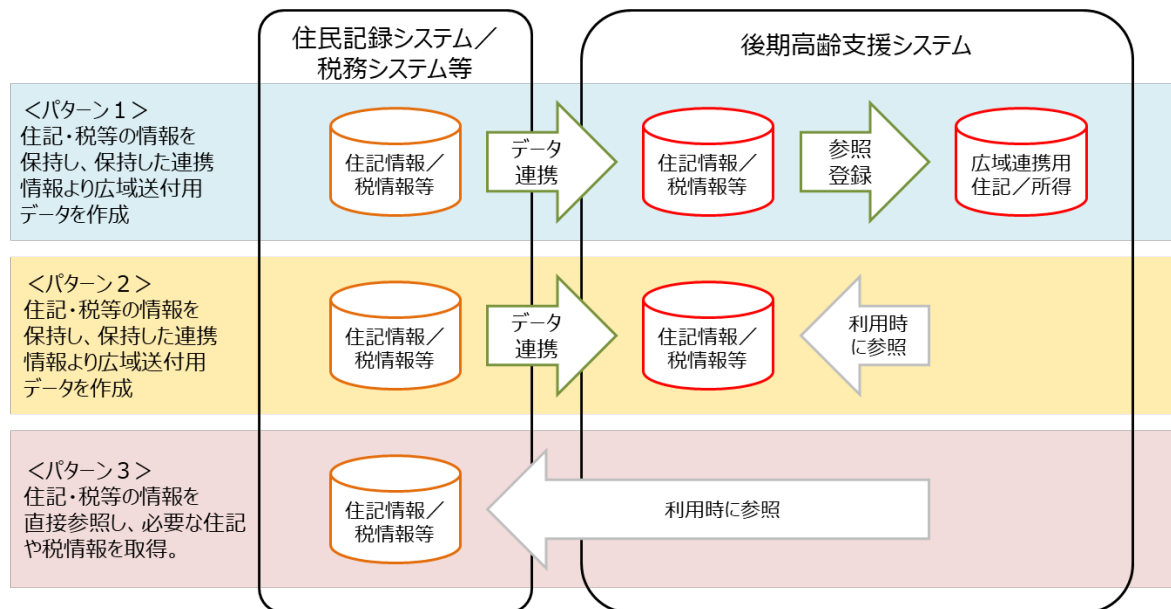 住民記録システム／
税務システム等
後期高齢支援システム
＜パターン１＞
住記・税等の情報を
保持し、保持した連携
情報より広域送付用
データを作成
住記情報／
税情報等
データ
連携
住記情報／
税情報等
参照
登録
広域連携用
住記／所得
＜パターン２＞
住記・税等の情報を
保持し、保持した連携
情報より広域送付用
データを作成
住記情報／
税情報等
データ
連携
住記情報／
税情報等
利用時
に参照
＜パターン３＞
住記・税等の情報を
直接参照し、必要な住記
や税情報を取得。
住記情報／
税情報等
利用時に参照